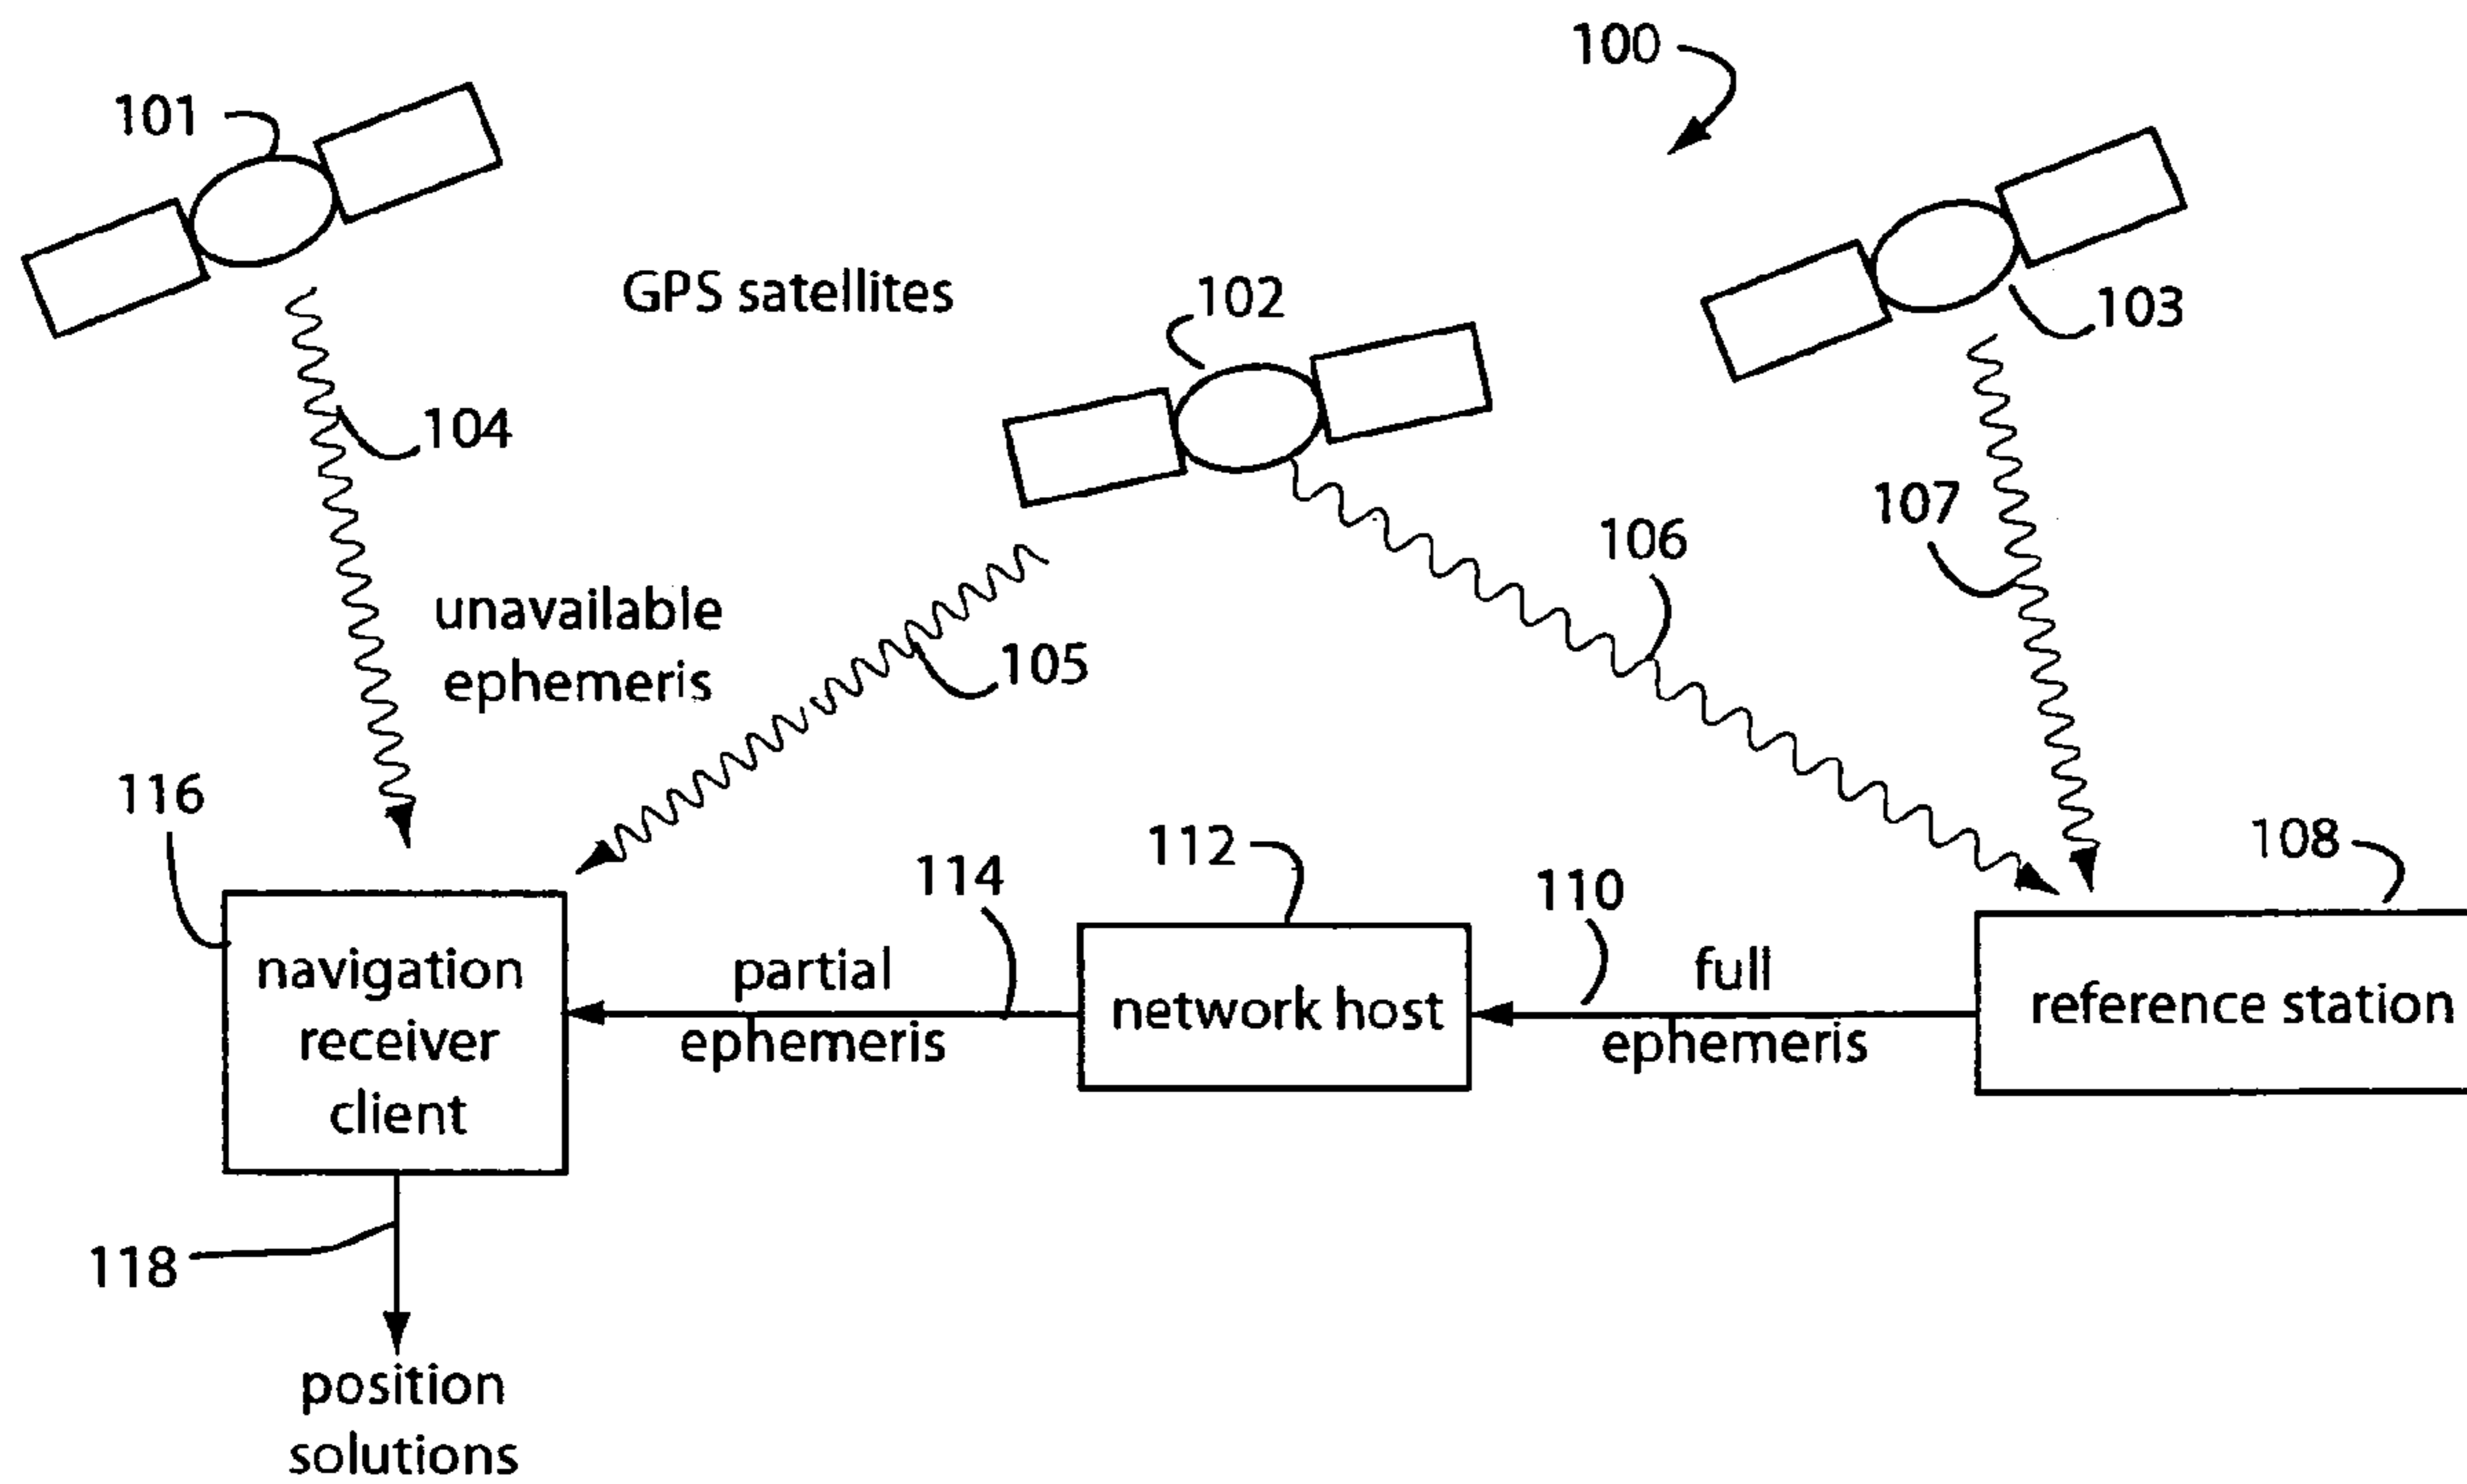 100
101
GPS satellites
102
103
104
107
106
unavailable
ephemeris
105
116
112
108
114
110
navigation
receiver
client
partial
ephemeris
network host
full
ephemeris
reference station
118
position
solutions